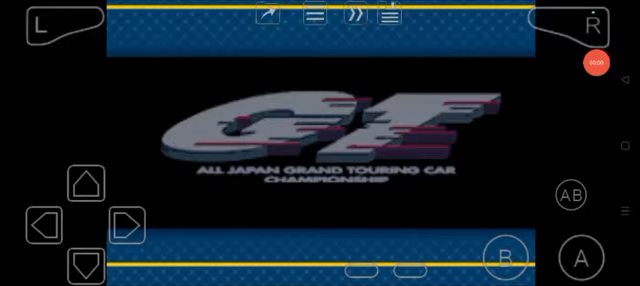 L
R
00:00
GT
ALL JAPAN GRAND TOURING CAR
CHAMPIONSHIP
AB
B
A